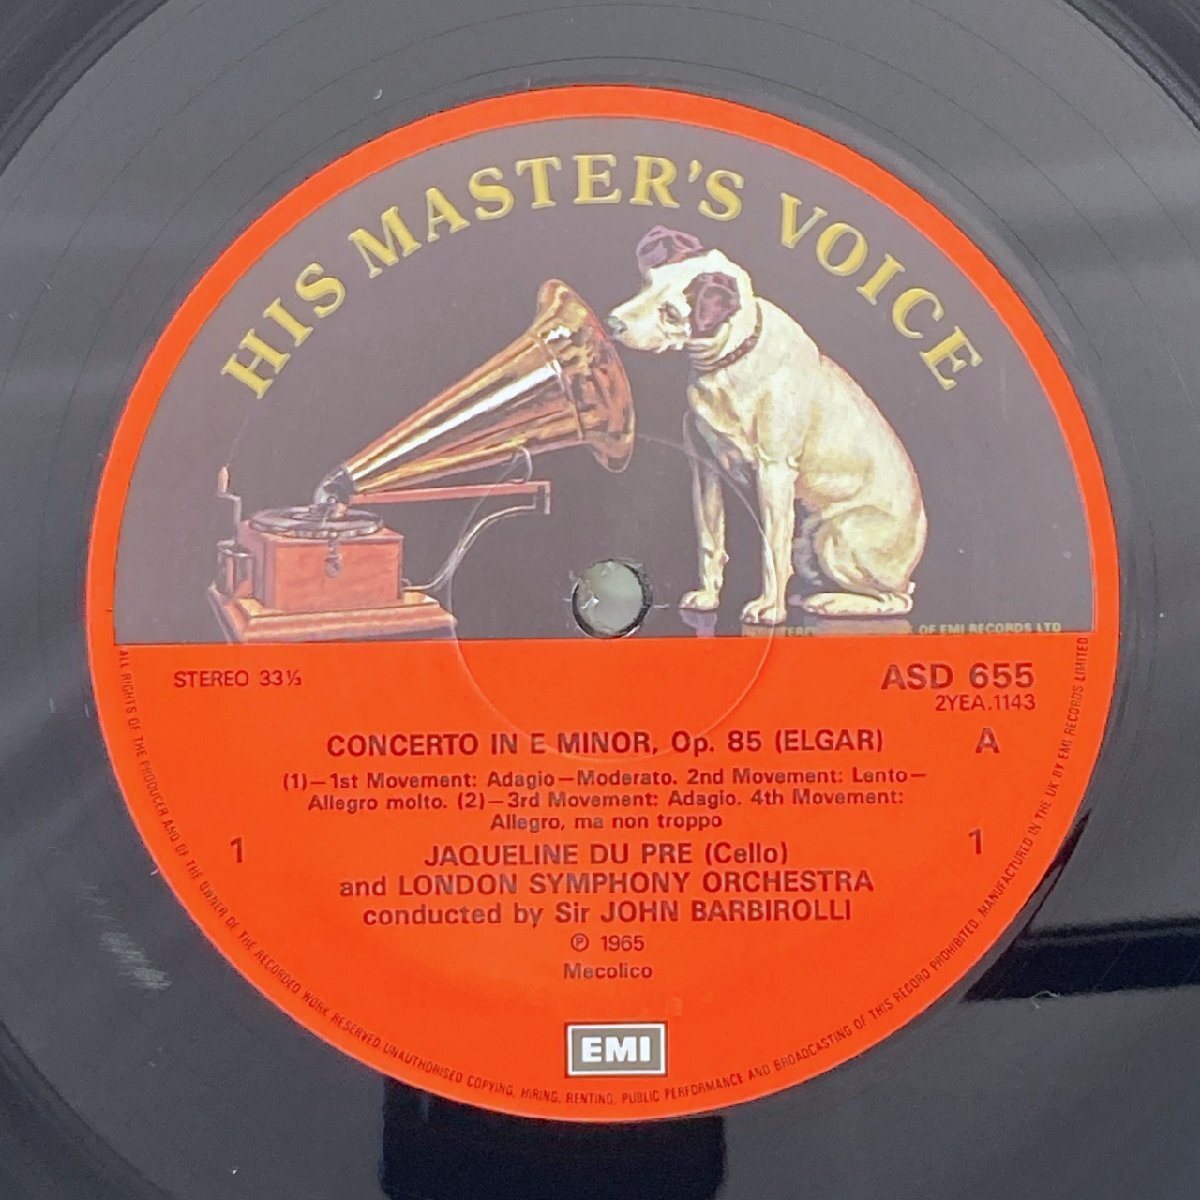 HIS MASTER'S VOICE
OF EMI RECORDS LTD
STEREO 33⅓
ASD 655
2YEA.1143
CONCERTO IN E MINOR, Op. 85 (ELGAR)
A
(1)—1st Movement: Adagio—Moderato. 2nd Movement: Lento—
Allegro molto. (2)—3rd Movement: Adagio. 4th Movement:
Allegro, ma non troppo
1
1
JAQUELINE DU PRE (Cello)
and LONDON SYMPHONY ORCHESTRA
conducted by Sir JOHN BARBIROLLI
℗ 1965
Mecolico
EMI
ALL RIGHTS OF THE PRODUCER AND OF THE OWNER OF THE RECORDED WORK RESERVED. UNAUTHORISED COPYING, HIRING, RENTING, PUBLIC PERFORMANCE AND BROADCASTING OF THIS RECORD PROHIBITED. MANUFACTURED IN THE UK BY EMI RECORDS LIMITED